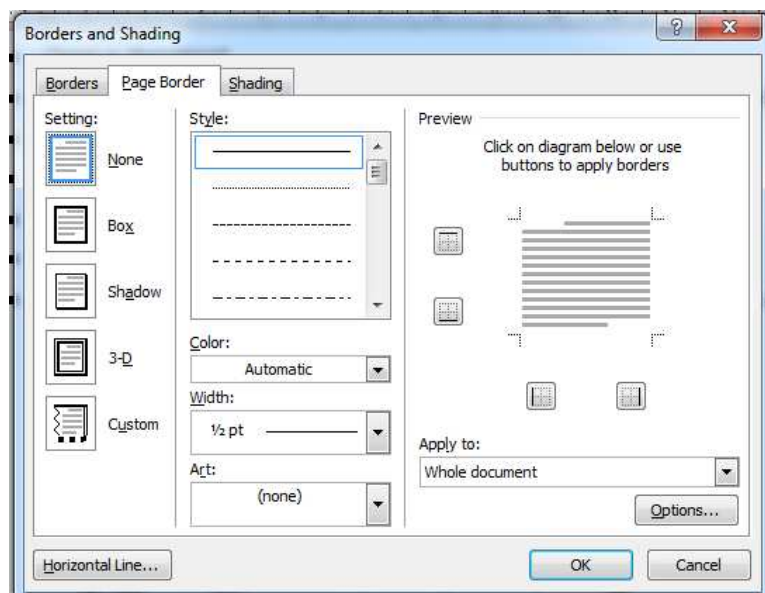 Borders and Shading
Borders
Page Border
Shading
Setting:
None
Box
Shadow
3-D
Custom
Style:
Color:
Automatic
Width:
½ pt
Art:
(none)
Preview
Click on diagram below or use
buttons to apply borders
Apply to:
Whole document
Options...
Horizontal Line...
OK
Cancel